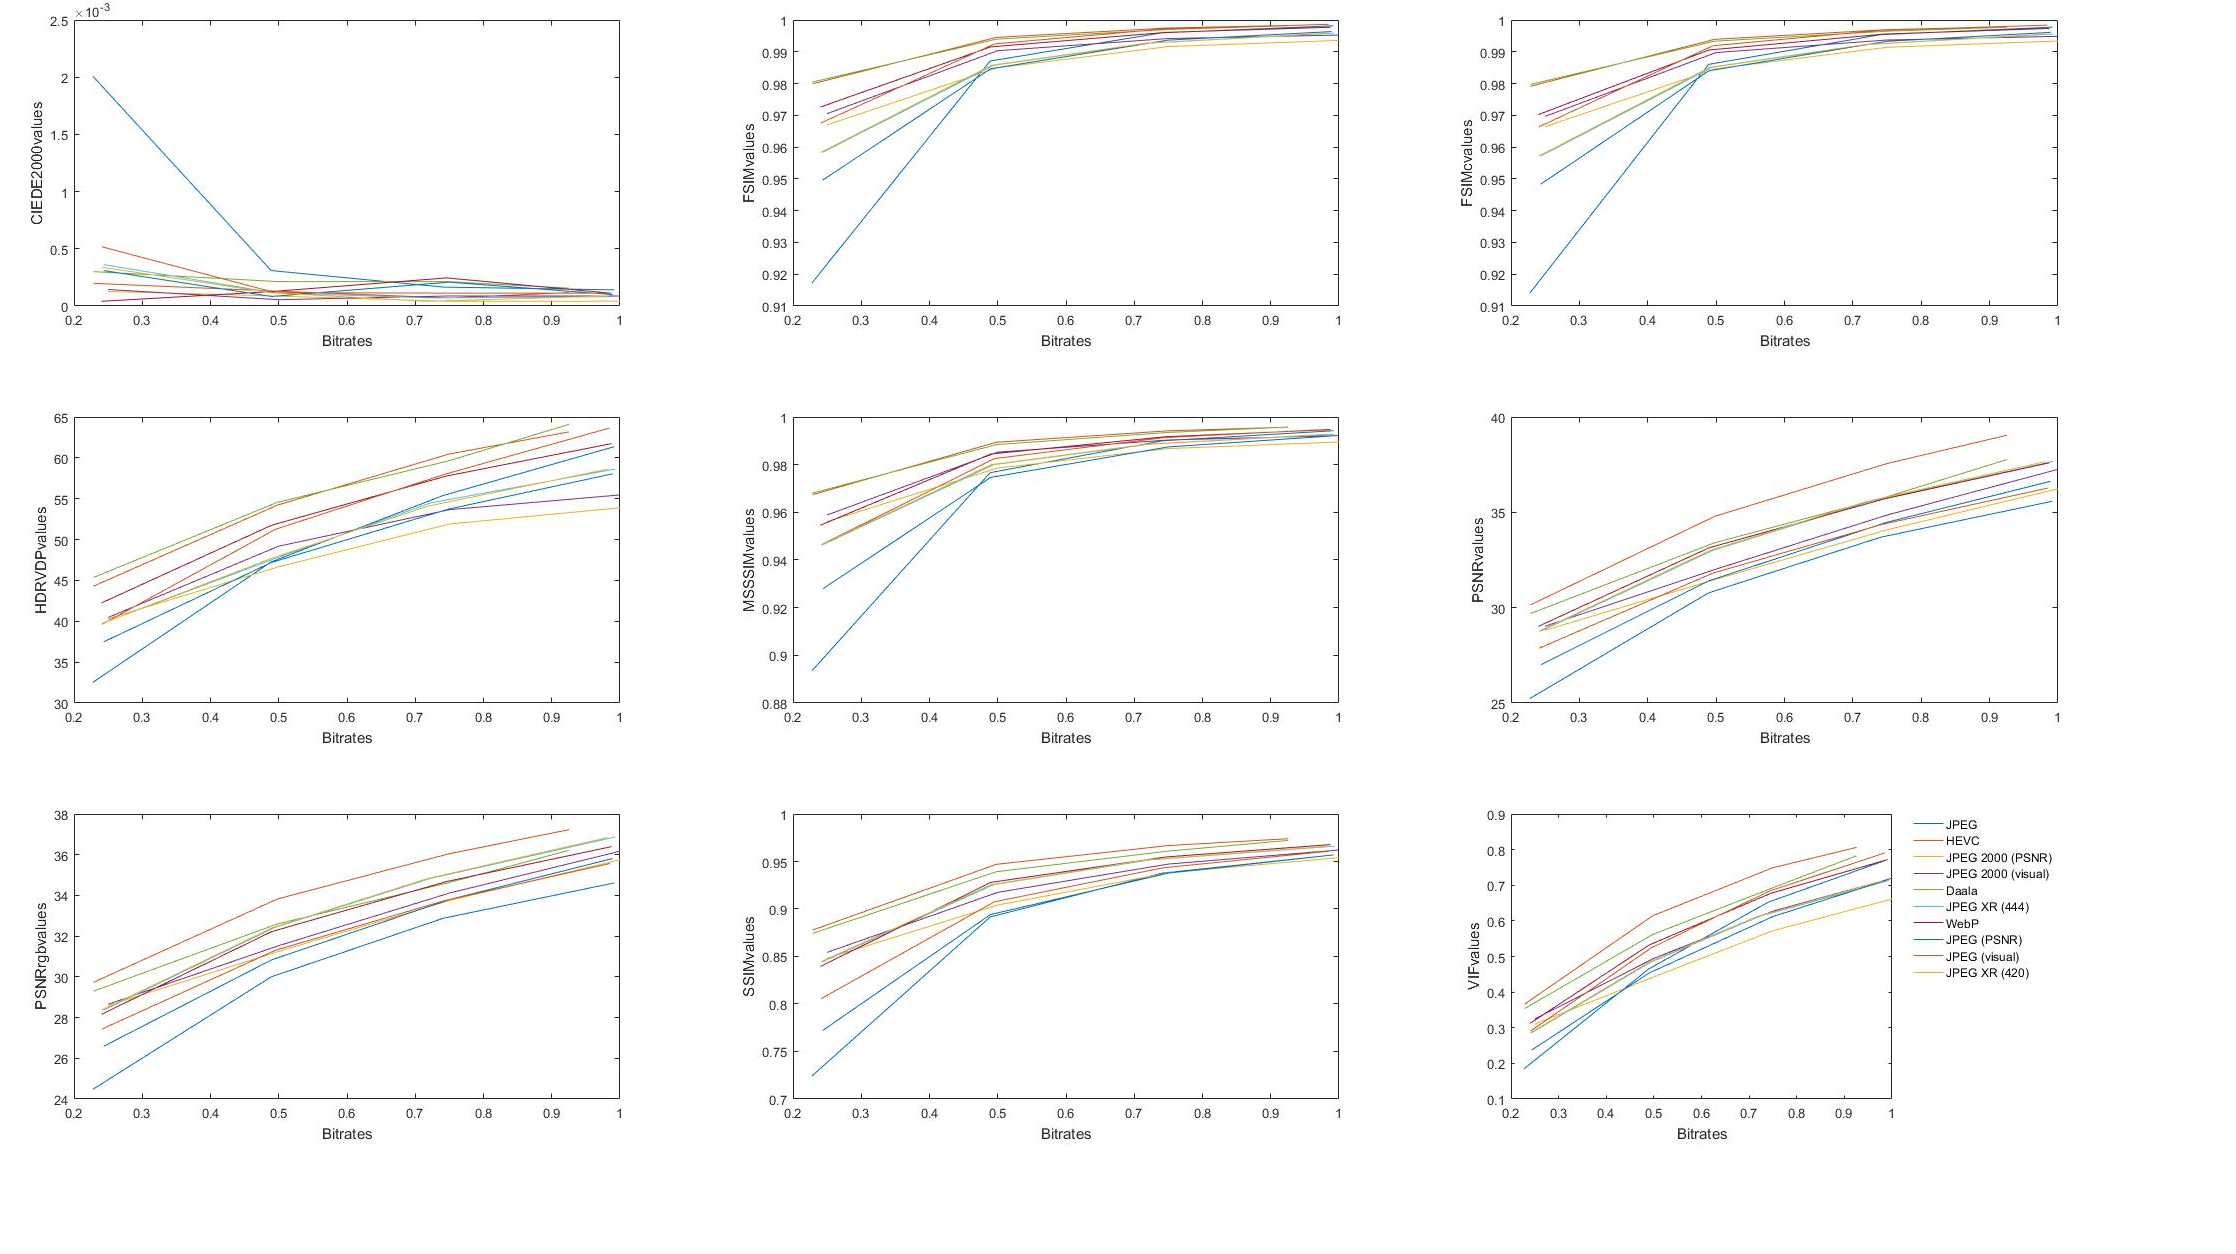 ×10⁻³
2.5
2
1.5
1
0.5
0
CIEDE2000values
0.2 0.3 0.4 0.5 0.6 0.7 0.8 0.9 1
Bitrates
1
0.99
0.98
0.97
0.96
0.95
0.94
0.93
0.92
0.91
FSIMvalues
0.2 0.3 0.4 0.5 0.6 0.7 0.8 0.9 1
Bitrates
1
0.99
0.98
0.97
0.96
0.95
0.94
0.93
0.92
0.91
FSIMcvalues
0.2 0.3 0.4 0.5 0.6 0.7 0.8 0.9 1
Bitrates
65
60
55
50
45
40
35
30
HDRVDPvalues
0.2 0.3 0.4 0.5 0.6 0.7 0.8 0.9 1
Bitrates
1
0.98
0.96
0.94
0.92
0.9
0.88
MSSSIMvalues
0.2 0.3 0.4 0.5 0.6 0.7 0.8 0.9 1
Bitrates
40
35
30
25
PSNRvalues
0.2 0.3 0.4 0.5 0.6 0.7 0.8 0.9 1
Bitrates
38
36
34
32
30
28
26
24
PSNRrgbvalues
0.2 0.3 0.4 0.5 0.6 0.7 0.8 0.9 1
Bitrates
1
0.95
0.9
0.85
0.8
0.75
0.7
SSIMvalues
0.2 0.3 0.4 0.5 0.6 0.7 0.8 0.9 1
Bitrates
0.9
0.8
0.7
0.6
0.5
0.4
0.3
0.2
0.1
VIFvalues
0.2 0.3 0.4 0.5 0.6 0.7 0.8 0.9 1
Bitrates
JPEG
HEVC
JPEG 2000 (PSNR)
JPEG 2000 (visual)
Daala
JPEG XR (444)
WebP
JPEG (PSNR)
JPEG (visual)
JPEG XR (420)